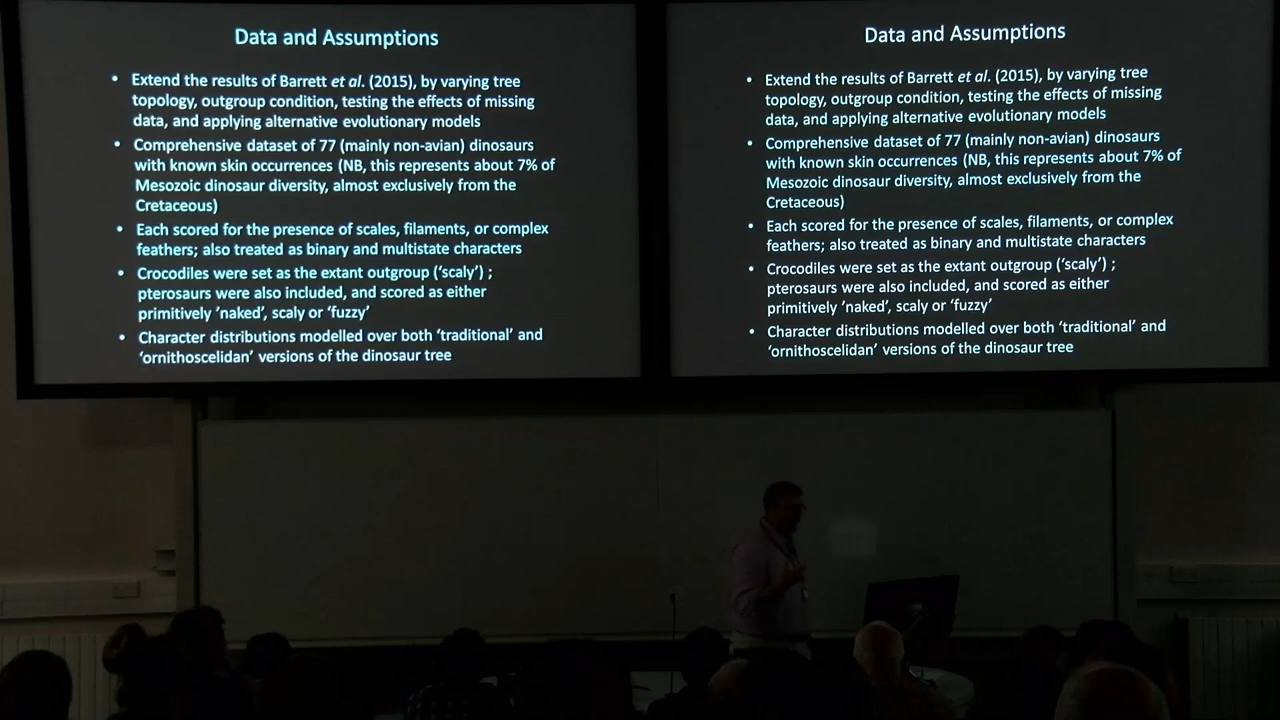 Data and Assumptions
• Extend the results of Barrett et al. (2015), by varying tree
topology, outgroup condition, testing the effects of missing
data, and applying alternative evolutionary models
• Comprehensive dataset of 77 (mainly non-avian) dinosaurs
with known skin occurrences (NB, this represents about 7% of
Mesozoic dinosaur diversity, almost exclusively from the
Cretaceous)
• Each scored for the presence of scales, filaments, or complex
feathers; also treated as binary and multistate characters
• Crocodiles were set as the extant outgroup (‘scaly’) ;
pterosaurs were also included, and scored as either
primitively ’naked’, scaly or ‘fuzzy’
• Character distributions modelled over both ‘traditional’ and
‘ornithoscelidan’ versions of the dinosaur tree
Data and Assumptions
• Extend the results of Barrett et al. (2015), by varying tree
topology, outgroup condition, testing the effects of missing
data, and applying alternative evolutionary models
• Comprehensive dataset of 77 (mainly non-avian) dinosaurs
with known skin occurrences (NB, this represents about 7% of
Mesozoic dinosaur diversity, almost exclusively from the
Cretaceous)
• Each scored for the presence of scales, filaments, or complex
feathers; also treated as binary and multistate characters
• Crocodiles were set as the extant outgroup (‘scaly’) ;
pterosaurs were also included, and scored as either
primitively ’naked’, scaly or ‘fuzzy’
• Character distributions modelled over both ‘traditional’ and
‘ornithoscelidan’ versions of the dinosaur tree